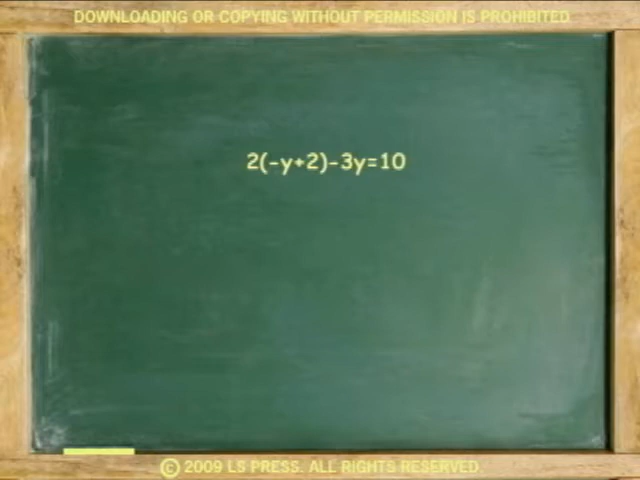 DOWNLOADING OR COPYING WITHOUT PERMISSION IS PROHIBITED
2(-y+2)-3y=10
© 2009 LS PRESS. ALL RIGHTS RESERVED.